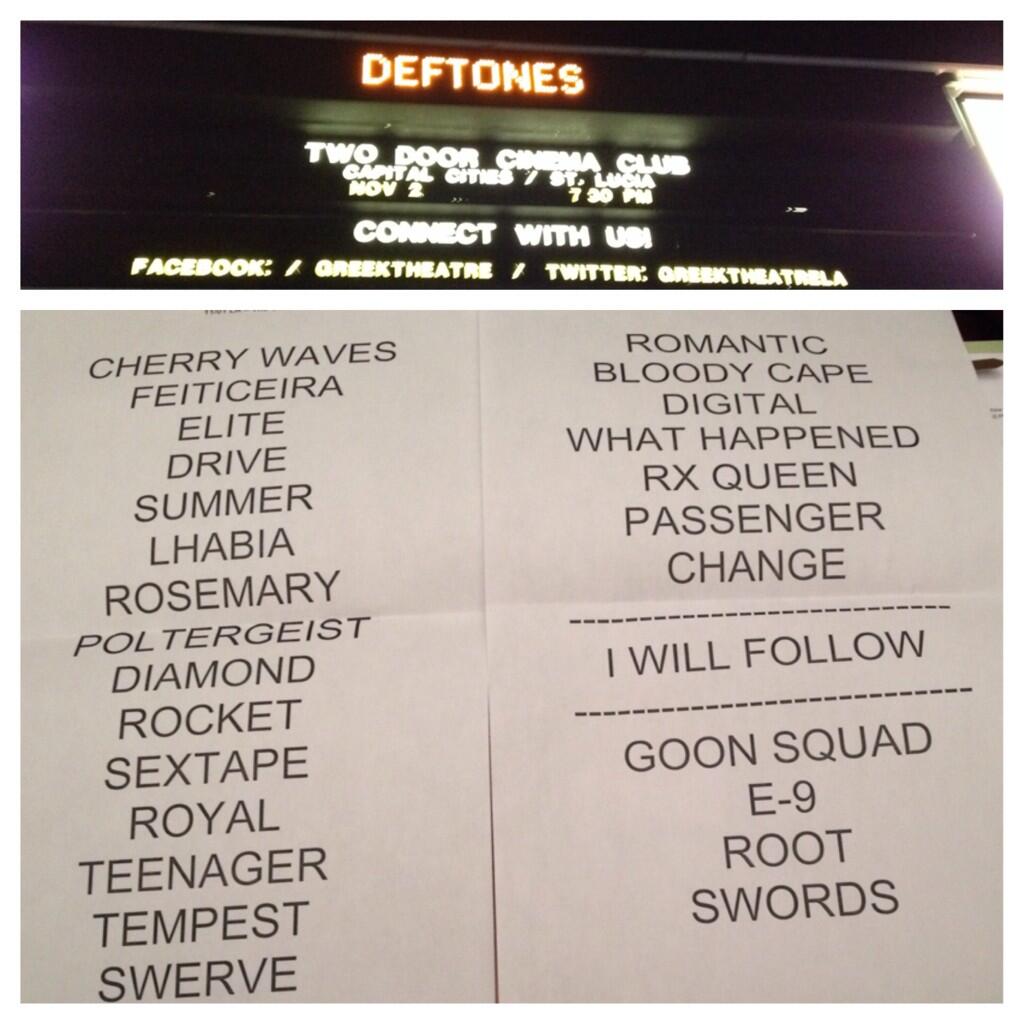 DEFTONES
TWO DOOR CINEMA CLUB
CAPITAL CITIES / ST. LUCIA
NOV 2 7 30 PM
CONNECT WITH US!
FACEBOOK: / GREEKTHEATRE / TWITTER: GREEKTHEATRELA
CHERRY WAVES
FEITICEIRA
ELITE
DRIVE
SUMMER
LHABIA
ROSEMARY
POLTERGEIST
DIAMOND
ROCKET
SEXTAPE
ROYAL
TEENAGER
TEMPEST
SWERVE
ROMANTIC
BLOODY CAPE
DIGITAL
WHAT HAPPENED
RX QUEEN
PASSENGER
CHANGE
---------------------------
I WILL FOLLOW
---------------------------
GOON SQUAD
E-9
ROOT
SWORDS